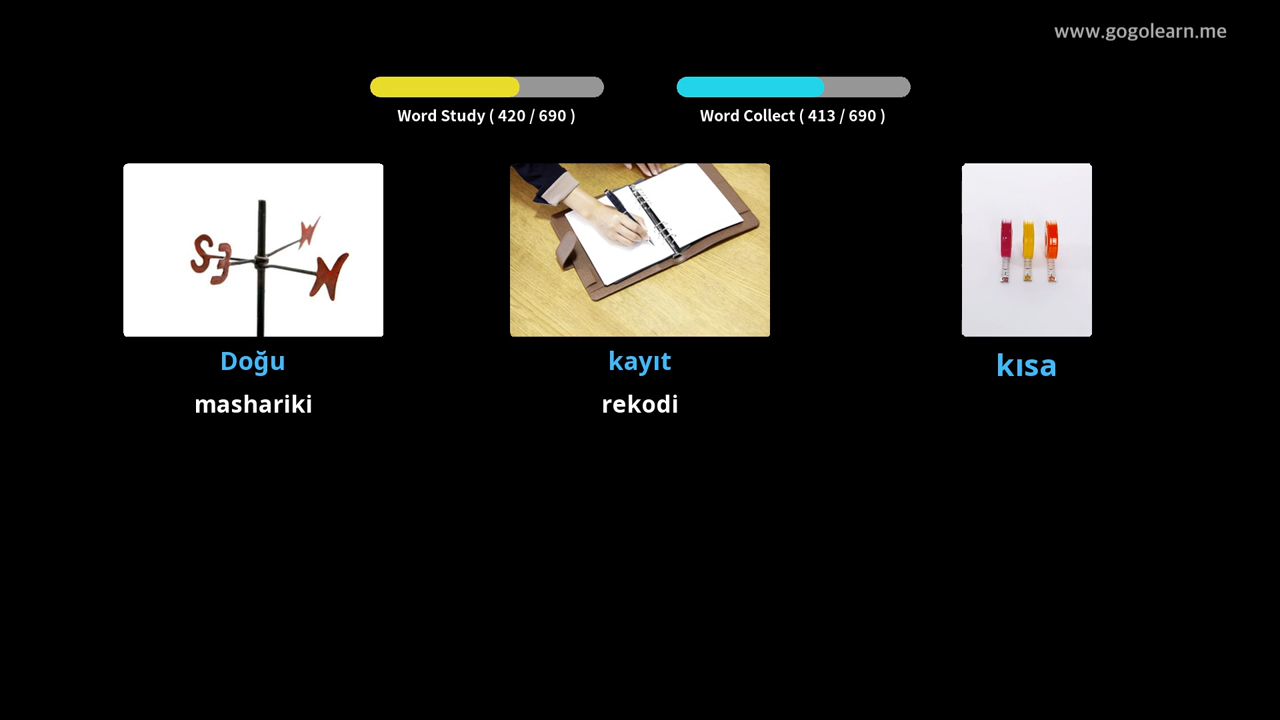 www.gogolearn.me
Word Study ( 420 / 690 )
Word Collect ( 413 / 690 )
Doğu
mashariki
kayıt
rekodi
kısa